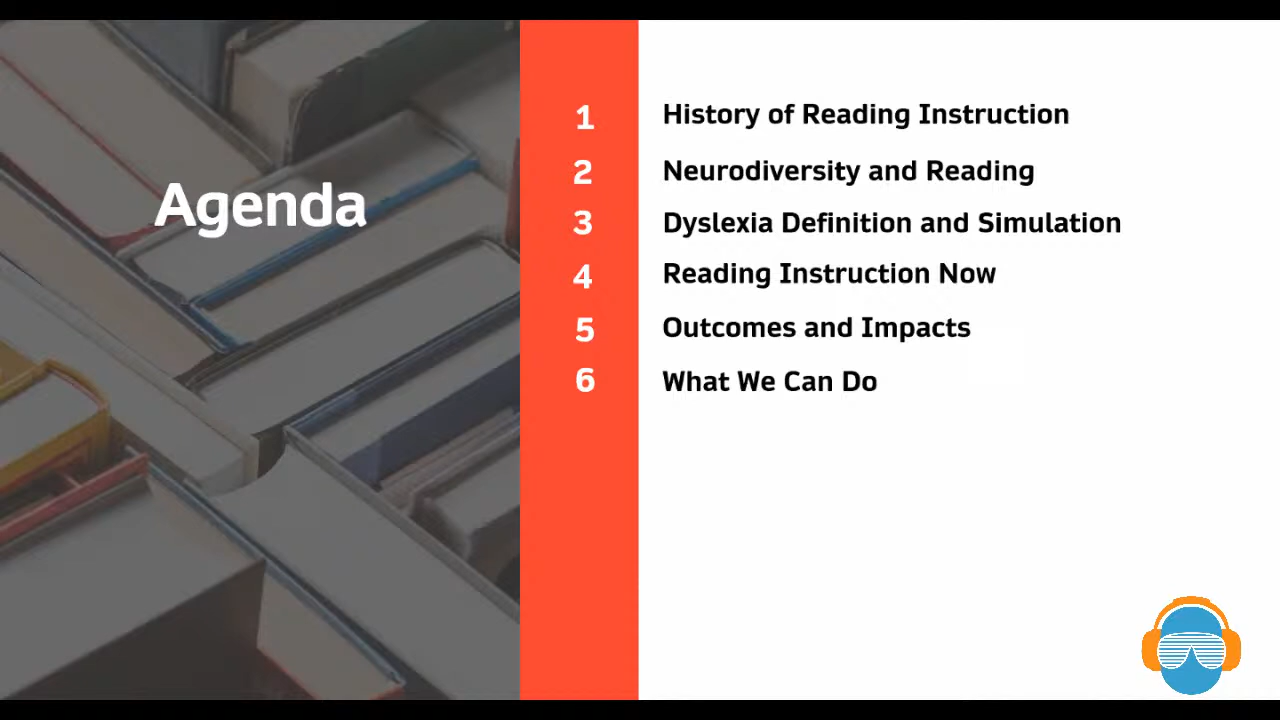 Agenda
1 History of Reading Instruction
2 Neurodiversity and Reading
3 Dyslexia Definition and Simulation
4 Reading Instruction Now
5 Outcomes and Impacts
6 What We Can Do